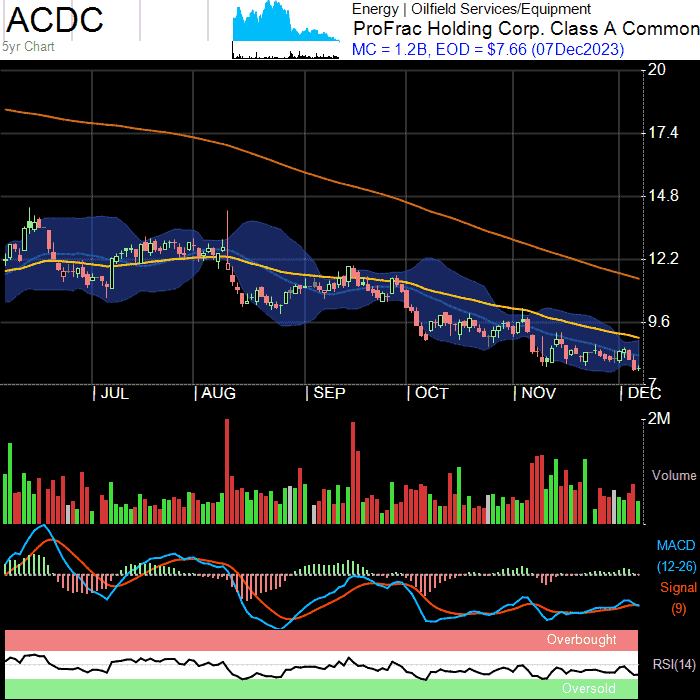 ACDC
5yr Chart
Energy | Oilfield Services/Equipment
ProFrac Holding Corp. Class A Common
MC = 1.2B, EOD = $7.66 (07Dec2023)
20
17.4
14.8
12.2
9.6
7
| JUL | AUG | SEP | OCT | NOV | DEC
2M
Volume
MACD
(12-26)
Signal
(9)
Overbought
RSI(14)
Oversold